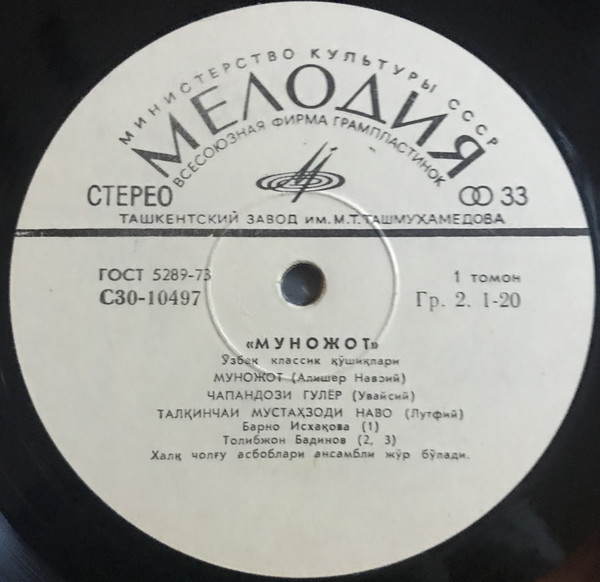 МИНИСТЕРСТВО КУЛЬТУРЫ СССР
МЕЛОДИЯ
ВСЕСОЮЗНАЯ ФИРМА ГРАМПЛАСТИНОК
СТЕРЕО 33
ТАШКЕНТСКИЙ ЗАВОД ИМ. М.Т.ТАШМУХАМЕДОВА
ГОСТ 5289-73 1 томон
С30-10497 Гр. 2. 1-20
«МУНОЖОТ»
Ўзбек классик қўшиқлари
МУНОЖОТ (Алишер Навоий)
ЧАПАНДОЗИ ГУЛЁР (Увайсий)
ТАЛҚИНЧАИ МУСТАҲЗОДИ НАВО (Лутфий)
Барно Исхақова (1)
Толибжон Бадинов (2, 3)
Халқ чолғу асбоблари ансамбли жўр бўлади.